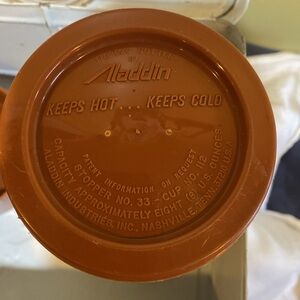 Aladdin
KEEPS HOT . . . KEEPS COLD
PATENT INFORMATION ON REQUEST
STOPPER NO. 33 - CUP NO. 12
CAPACITY APPROXIMATELY EIGHT (8) U.S. OUNCES
ALADDIN INDUSTRIES, INC., NASHVILLE, TENN. 37210 U.S.A.